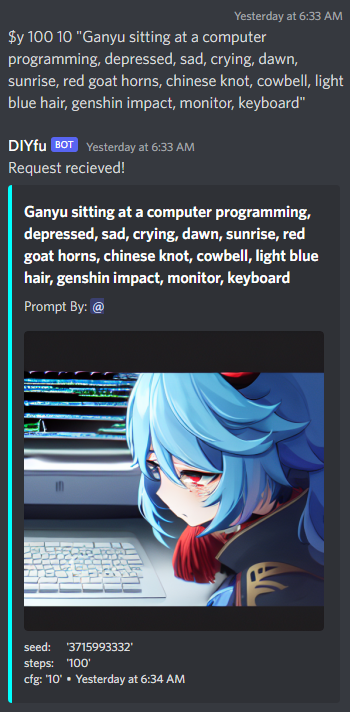 Yesterday at 6:33 AM
$y 100 10 "Ganyu sitting at a computer
programming, depressed, sad, crying, dawn,
sunrise, red goat horns, chinese knot, cowbell, light
blue hair, genshin impact, monitor, keyboard"
DIYfu BOT Yesterday at 6:33 AM
Request recieved!
Ganyu sitting at a computer programming,
depressed, sad, crying, dawn, sunrise, red
goat horns, chinese knot, cowbell, light blue
hair, genshin impact, monitor, keyboard
Prompt By: @
seed: '3715993332'
steps: '100'
cfg: '10' • Yesterday at 6:34 AM